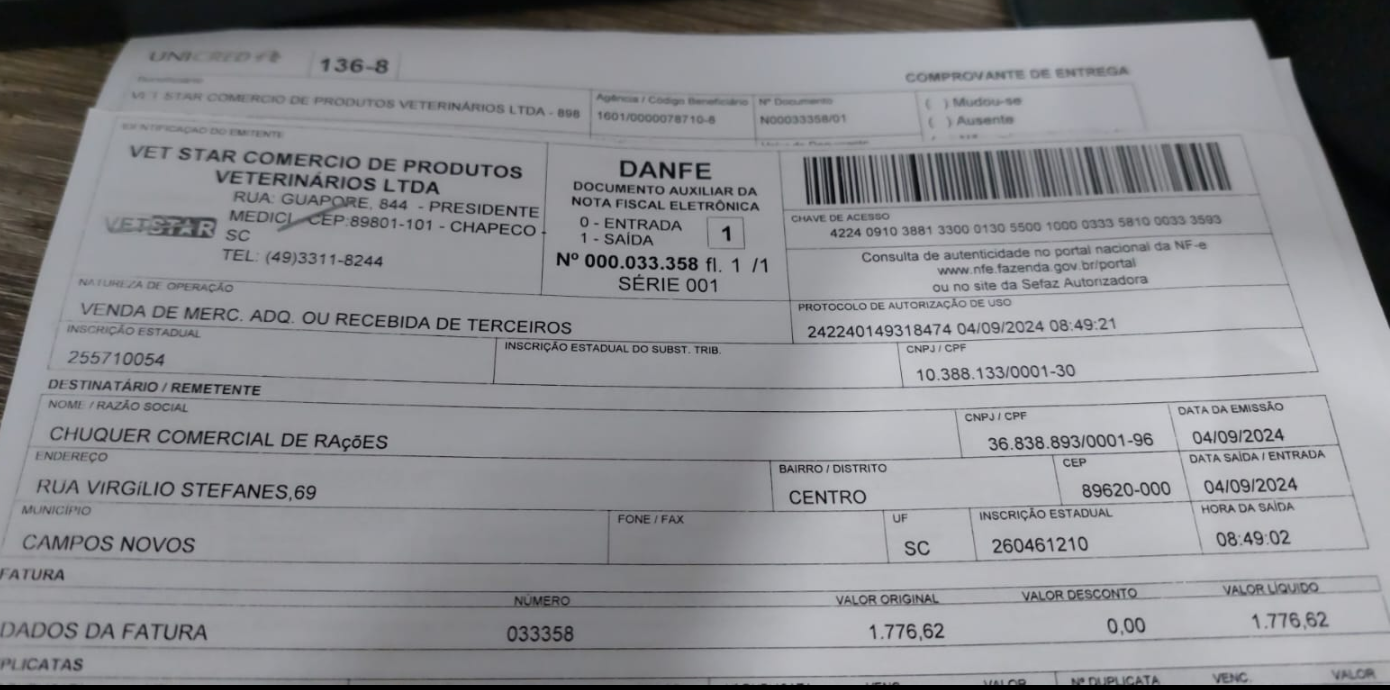 UNICRED
136-8
COMPROVANTE DE ENTREGA
Beneficiário
VET STAR COMERCIO DE PRODUTOS VETERINÁRIOS LTDA - 898
Agência / Código Beneficiário
1601/0000078710-8
Nº Documento
N00033358/01
( ) Mudou-se
( ) Ausente
IDENTIFICAÇÃO DO EMITENTE
VET STAR COMERCIO DE PRODUTOS
VETERINÁRIOS LTDA
RUA: GUAPORE, 844 - PRESIDENTE
MEDICI CEP:89801-101 - CHAPECO -
SC
TEL: (49)3311-8244
VETSTAR
DANFE
DOCUMENTO AUXILIAR DA
NOTA FISCAL ELETRÔNICA
0 - ENTRADA
1 - SAÍDA
1
Nº 000.033.358 fl. 1 /1
SÉRIE 001
CHAVE DE ACESSO
4224 0910 3881 3300 0130 5500 1000 0333 5810 0033 3593
Consulta de autenticidade no portal nacional da NF-e
www.nfe.fazenda.gov.br/portal
ou no site da Sefaz Autorizadora
NATUREZA DE OPERAÇÃO
VENDA DE MERC. ADQ. OU RECEBIDA DE TERCEIROS
PROTOCOLO DE AUTORIZAÇÃO DE USO
242240149318474 04/09/2024 08:49:21
INSCRIÇÃO ESTADUAL
255710054
INSCRIÇÃO ESTADUAL DO SUBST. TRIB.
CNPJ / CPF
10.388.133/0001-30
DESTINATÁRIO / REMETENTE
NOME / RAZÃO SOCIAL
CHUQUER COMERCIAL DE RAçõES
CNPJ / CPF
36.838.893/0001-96
DATA DA EMISSÃO
04/09/2024
ENDEREÇO
RUA VIRGíLIO STEFANES,69
BAIRRO / DISTRITO
CENTRO
CEP
89620-000
DATA SAÍDA / ENTRADA
04/09/2024
MUNICÍPIO
CAMPOS NOVOS
FONE / FAX
UF
SC
INSCRIÇÃO ESTADUAL
260461210
HORA DA SAÍDA
08:49:02
FATURA
NÚMERO
VALOR ORIGINAL
VALOR DESCONTO
VALOR LÍQUIDO
DADOS DA FATURA
033358
1.776,62
0,00
1.776,62
PLICATAS
VENC.
VALOR
Nº DUPLICATA
VENC.
VALOR